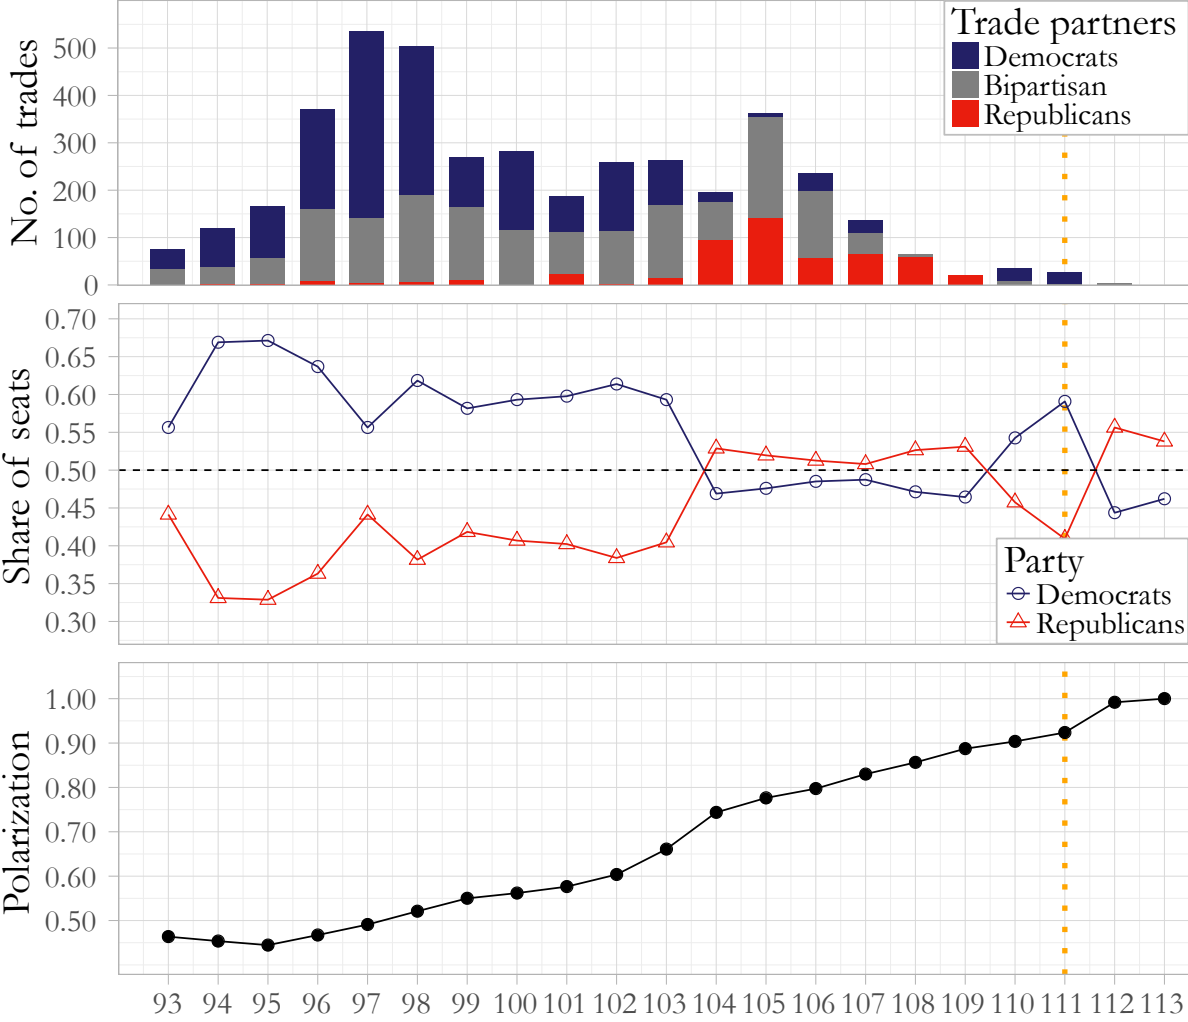 No. of trades
500
400
300
200
100
0
Trade partners
Democrats
Bipartisan
Republicans
Share of seats
0.70
0.65
0.60
0.55
0.50
0.45
0.40
0.35
0.30
Party
Democrats
Republicans
Polarization
1.00
0.90
0.80
0.70
0.60
0.50
93 94 95 96 97 98 99 100 101 102 103 104 105 106 107 108 109 110 111 112 113